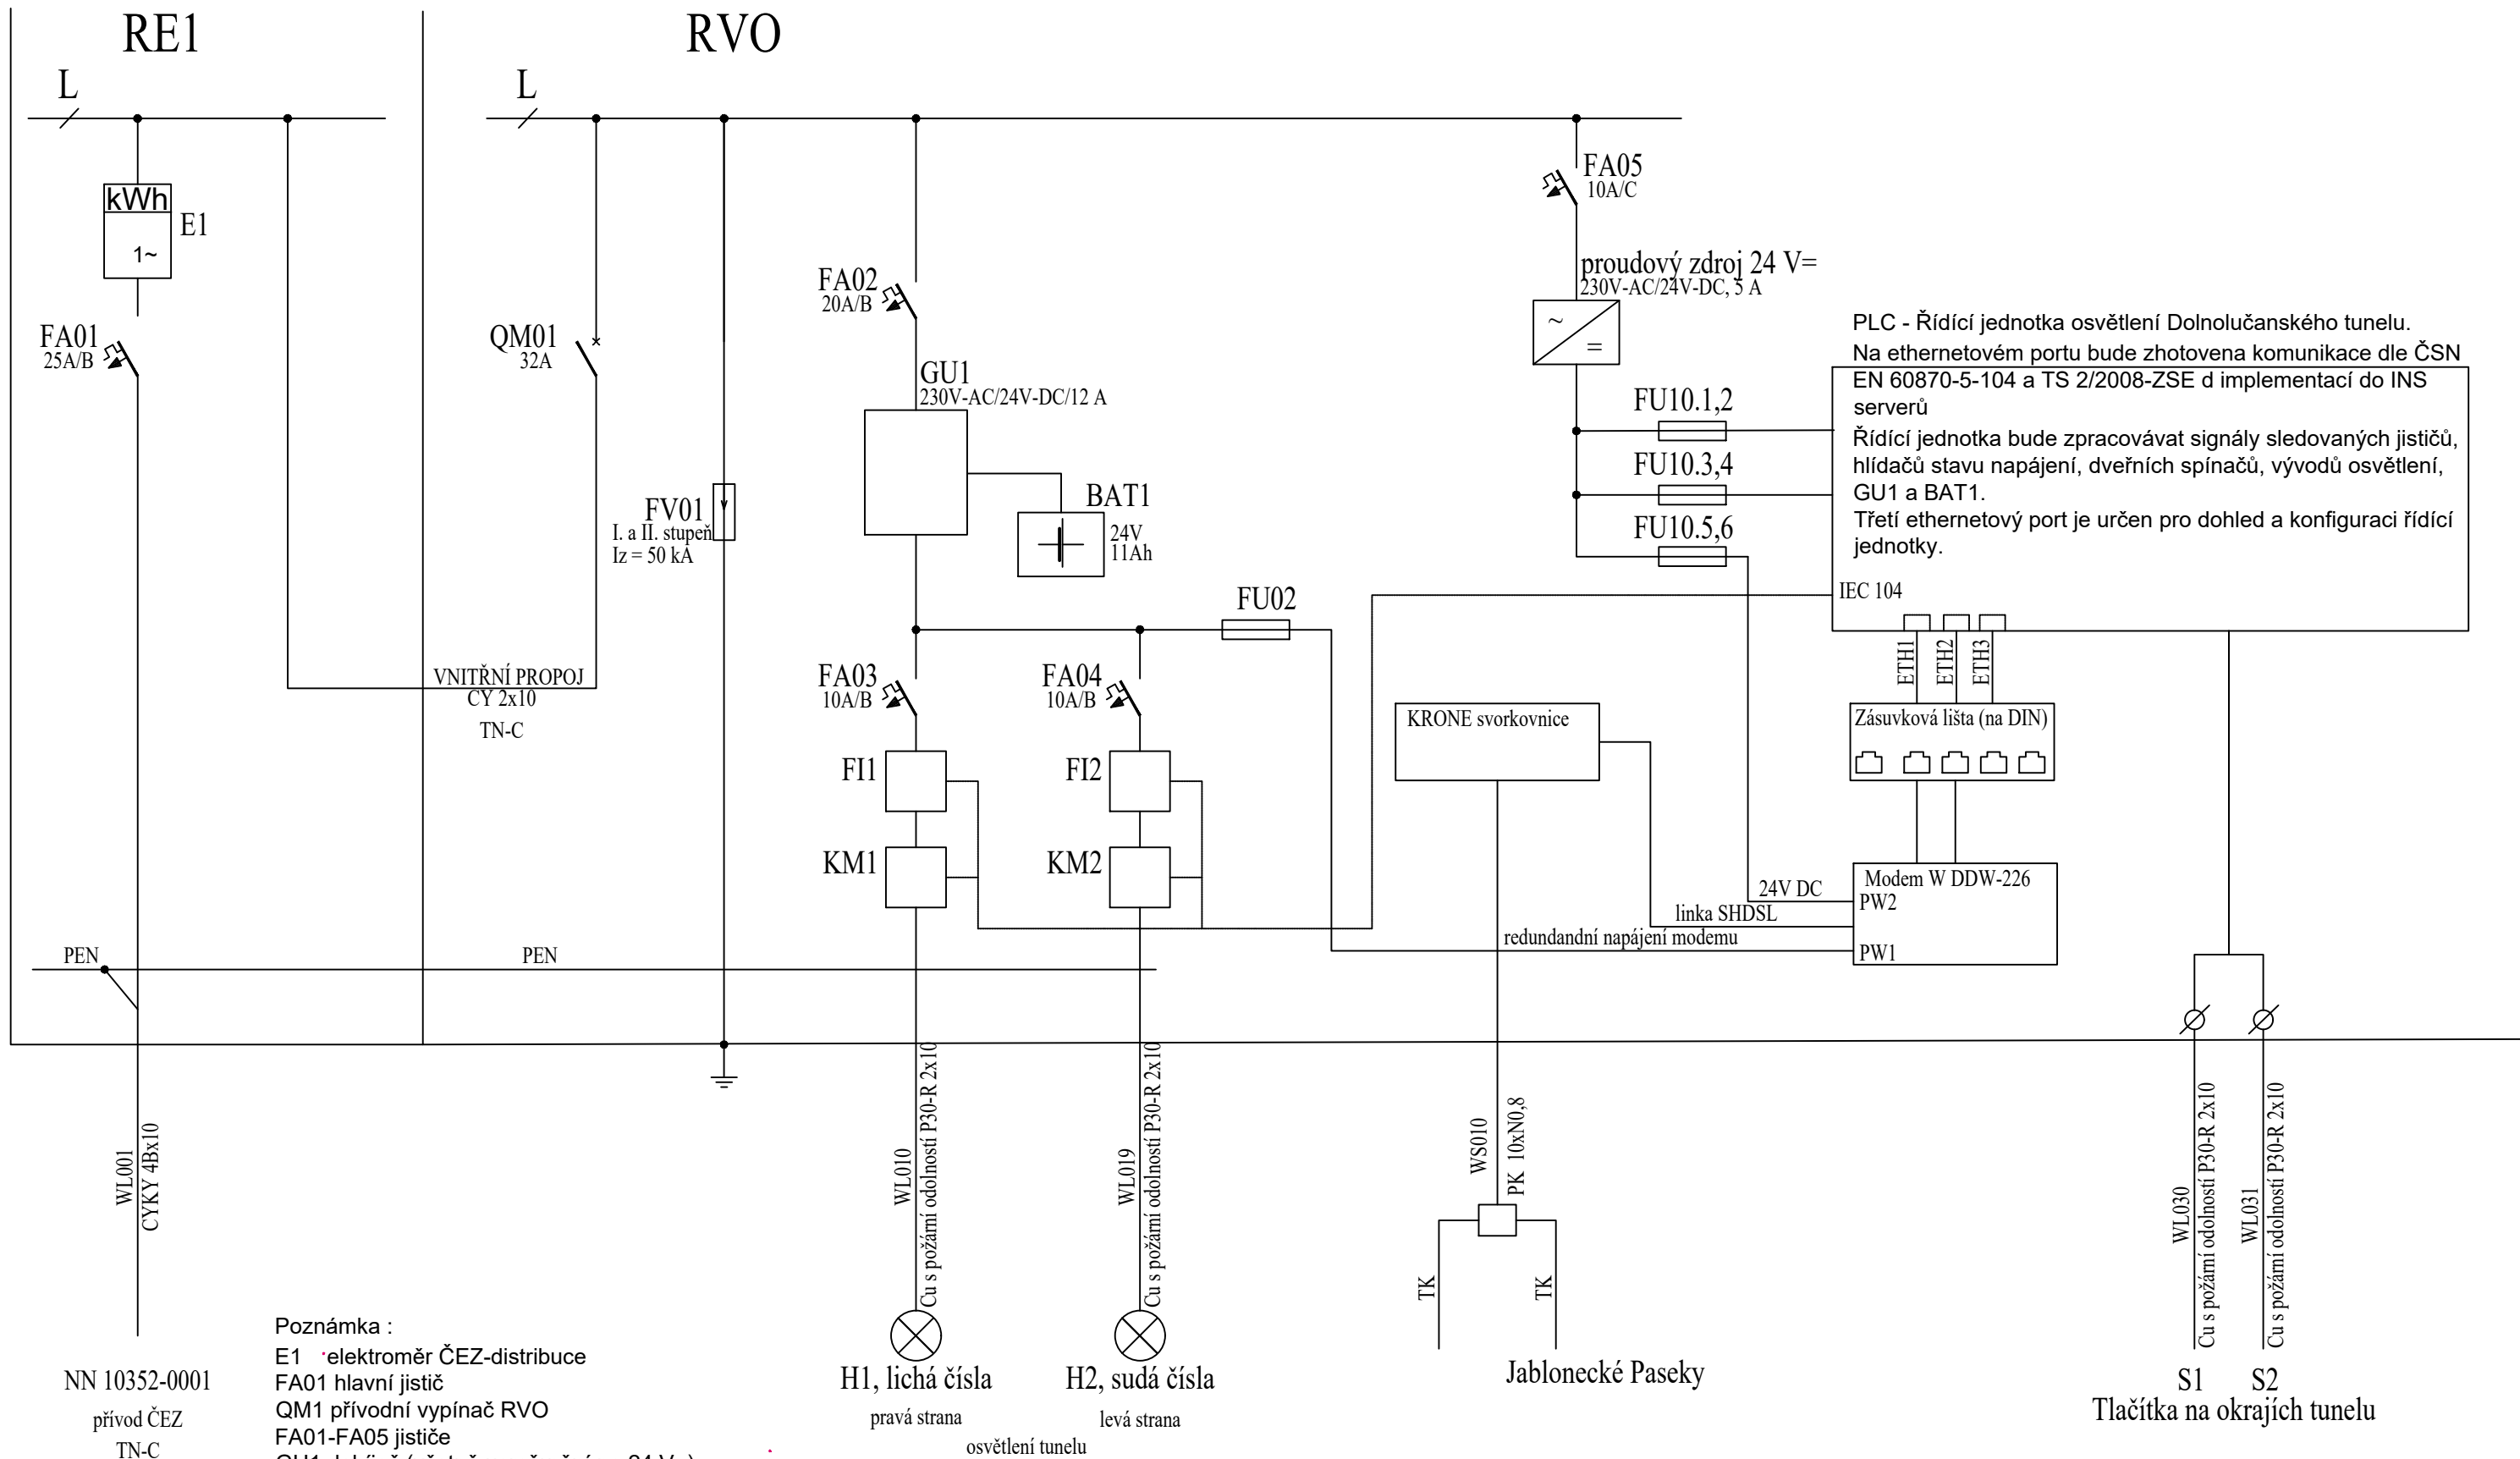 RE1
RVO
L
L
kWh
1~
E1
FA01
25A/B
QM01
32A
FV01
I. a II. stupeň
Iz = 50 kA
VNITŘNÍ PROPOJ
CY 2x10
TN-C
FA02
20A/B
GU1
230V-AC/24V-DC/12 A
BAT1
24V
11Ah
FU02
FA03
10A/B
FA04
10A/B
FI1
FI2
KM1
KM2
FA05
10A/C
proudový zdroj 24 V=
230V-AC/24V-DC, 5 A
~
=
FU10.1,2
FU10.3,4
FU10.5,6
PLC - Řídící jednotka osvětlení Dolnolučanského tunelu.
Na ethernetovém portu bude zhotovena komunikace dle ČSN
EN 60870-5-104 a TS 2/2008-ZSE d implementací do INS
serverů
Řídící jednotka bude zpracovávat signály sledovaných jističů,
hlídačů stavu napájení, dveřních spínačů, vývodů osvětlení,
GU1 a BAT1.
Třetí ethernetový port je určen pro dohled a konfiguraci řídící
jednotky.
IEC 104
ETH1
ETH2
ETH3
KRONE svorkovnice
Zásuvková lišta (na DIN)
Modem W DDW-226
24V DC
PW2
linka SHDSL
redundandní napájení modemu
PW1
PEN
PEN
WL001
CYKY 4Bx10
WL010
Cu s požární odolností P30-R 2x10
WL019
Cu s požární odolností P30-R 2x10
WS010
PK 10xN0,8
TK
TK
WL030
Cu s požární odolností P30-R 2x10
WL031
Cu s požární odolností P30-R 2x10
NN 10352-0001
přívod ČEZ
TN-C
Poznámka :
E1 elektroměr ČEZ-distribuce
FA01 hlavní jistič
QM1 přívodní vypínač RVO
FA01-FA05 jističe
H1, lichá čísla
pravá strana
H2, sudá čísla
levá strana
osvětlení tunelu
Jablonecké Paseky
S1
S2
Tlačítka na okrajích tunelu